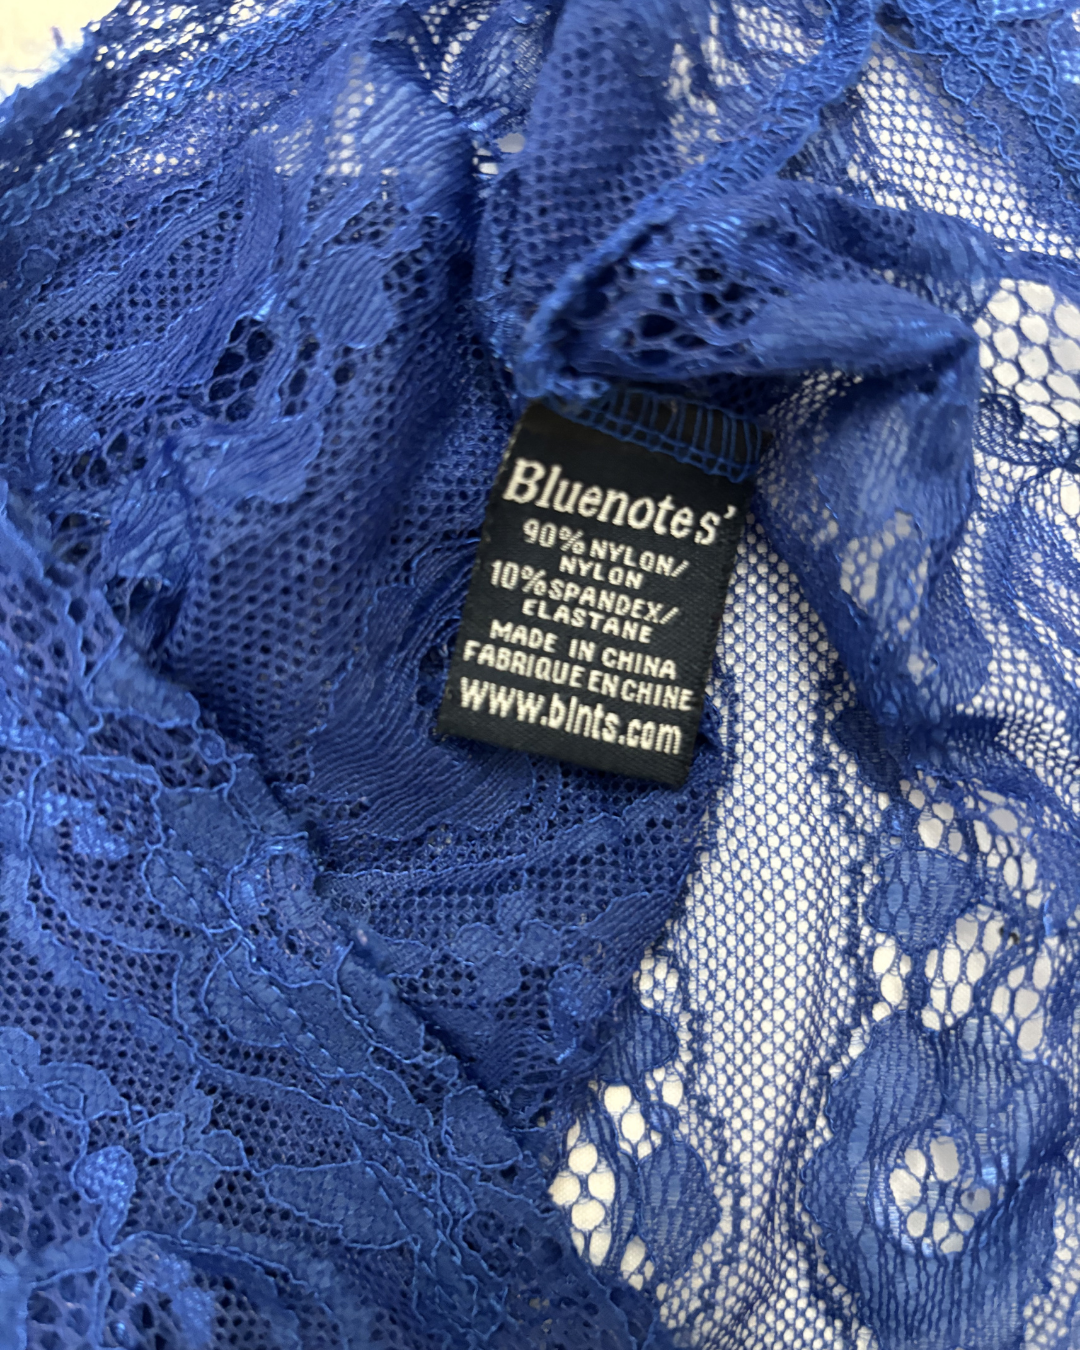 Bluenotes'
90% NYLON/
NYLON
10% SPANDEX/
ELASTANE
MADE IN CHINA
FABRIQUE EN CHINE
www.blnts.com